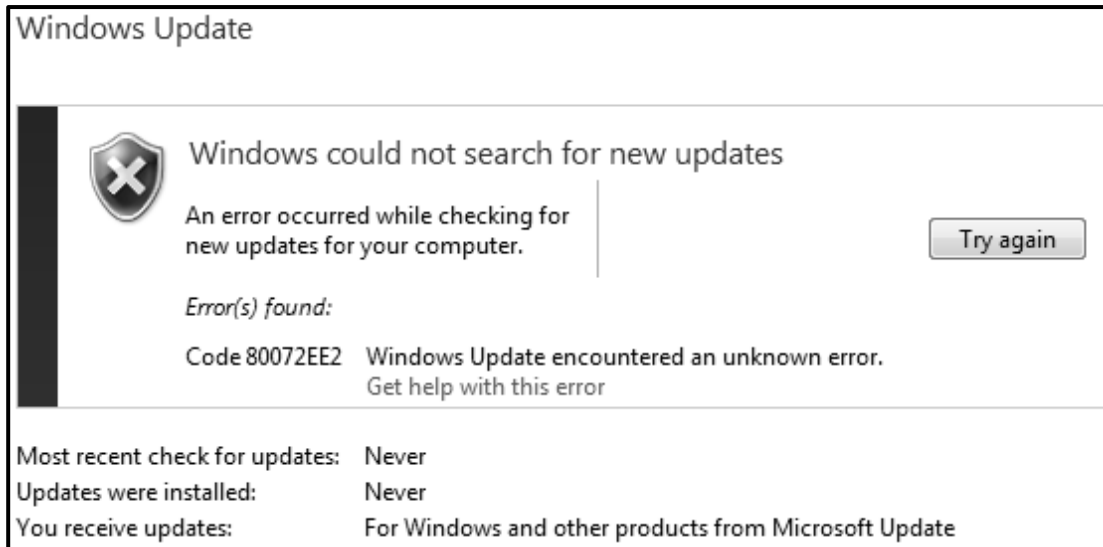 Windows Update
Windows could not search for new updates
An error occurred while checking for
new updates for your computer.
Try again
Error(s) found:
Code 80072EE2 Windows Update encountered an unknown error.
Get help with this error
Most recent check for updates: Never
Updates were installed: Never
You receive updates: For Windows and other products from Microsoft Update